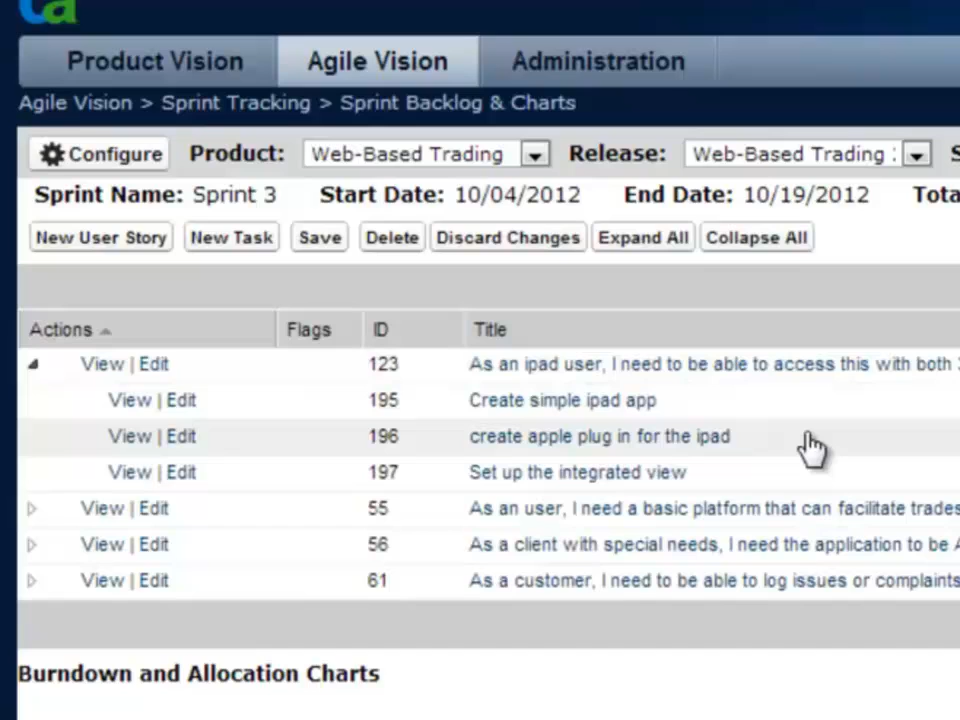 ca
Product Vision Agile Vision Administration
Agile Vision > Sprint Tracking > Sprint Backlog & Charts
Configure Product: Web-Based Trading Release: Web-Based Trading
Sprint Name: Sprint 3 Start Date: 10/04/2012 End Date: 10/19/2012
New User Story New Task Save Delete Discard Changes Expand All Collapse All
Actions Flags ID Title
View | Edit 123 As an ipad user, I need to be able to access this with both
View | Edit 195 Create simple ipad app
View | Edit 196 create apple plug in for the ipad
View | Edit 197 Set up the integrated view
View | Edit 55 As an user, I need a basic platform that can facilitate trades
View | Edit 56 As a client with special needs, I need the application to be
View | Edit 61 As a customer, I need to be able to log issues or complaints
Burndown and Allocation Charts